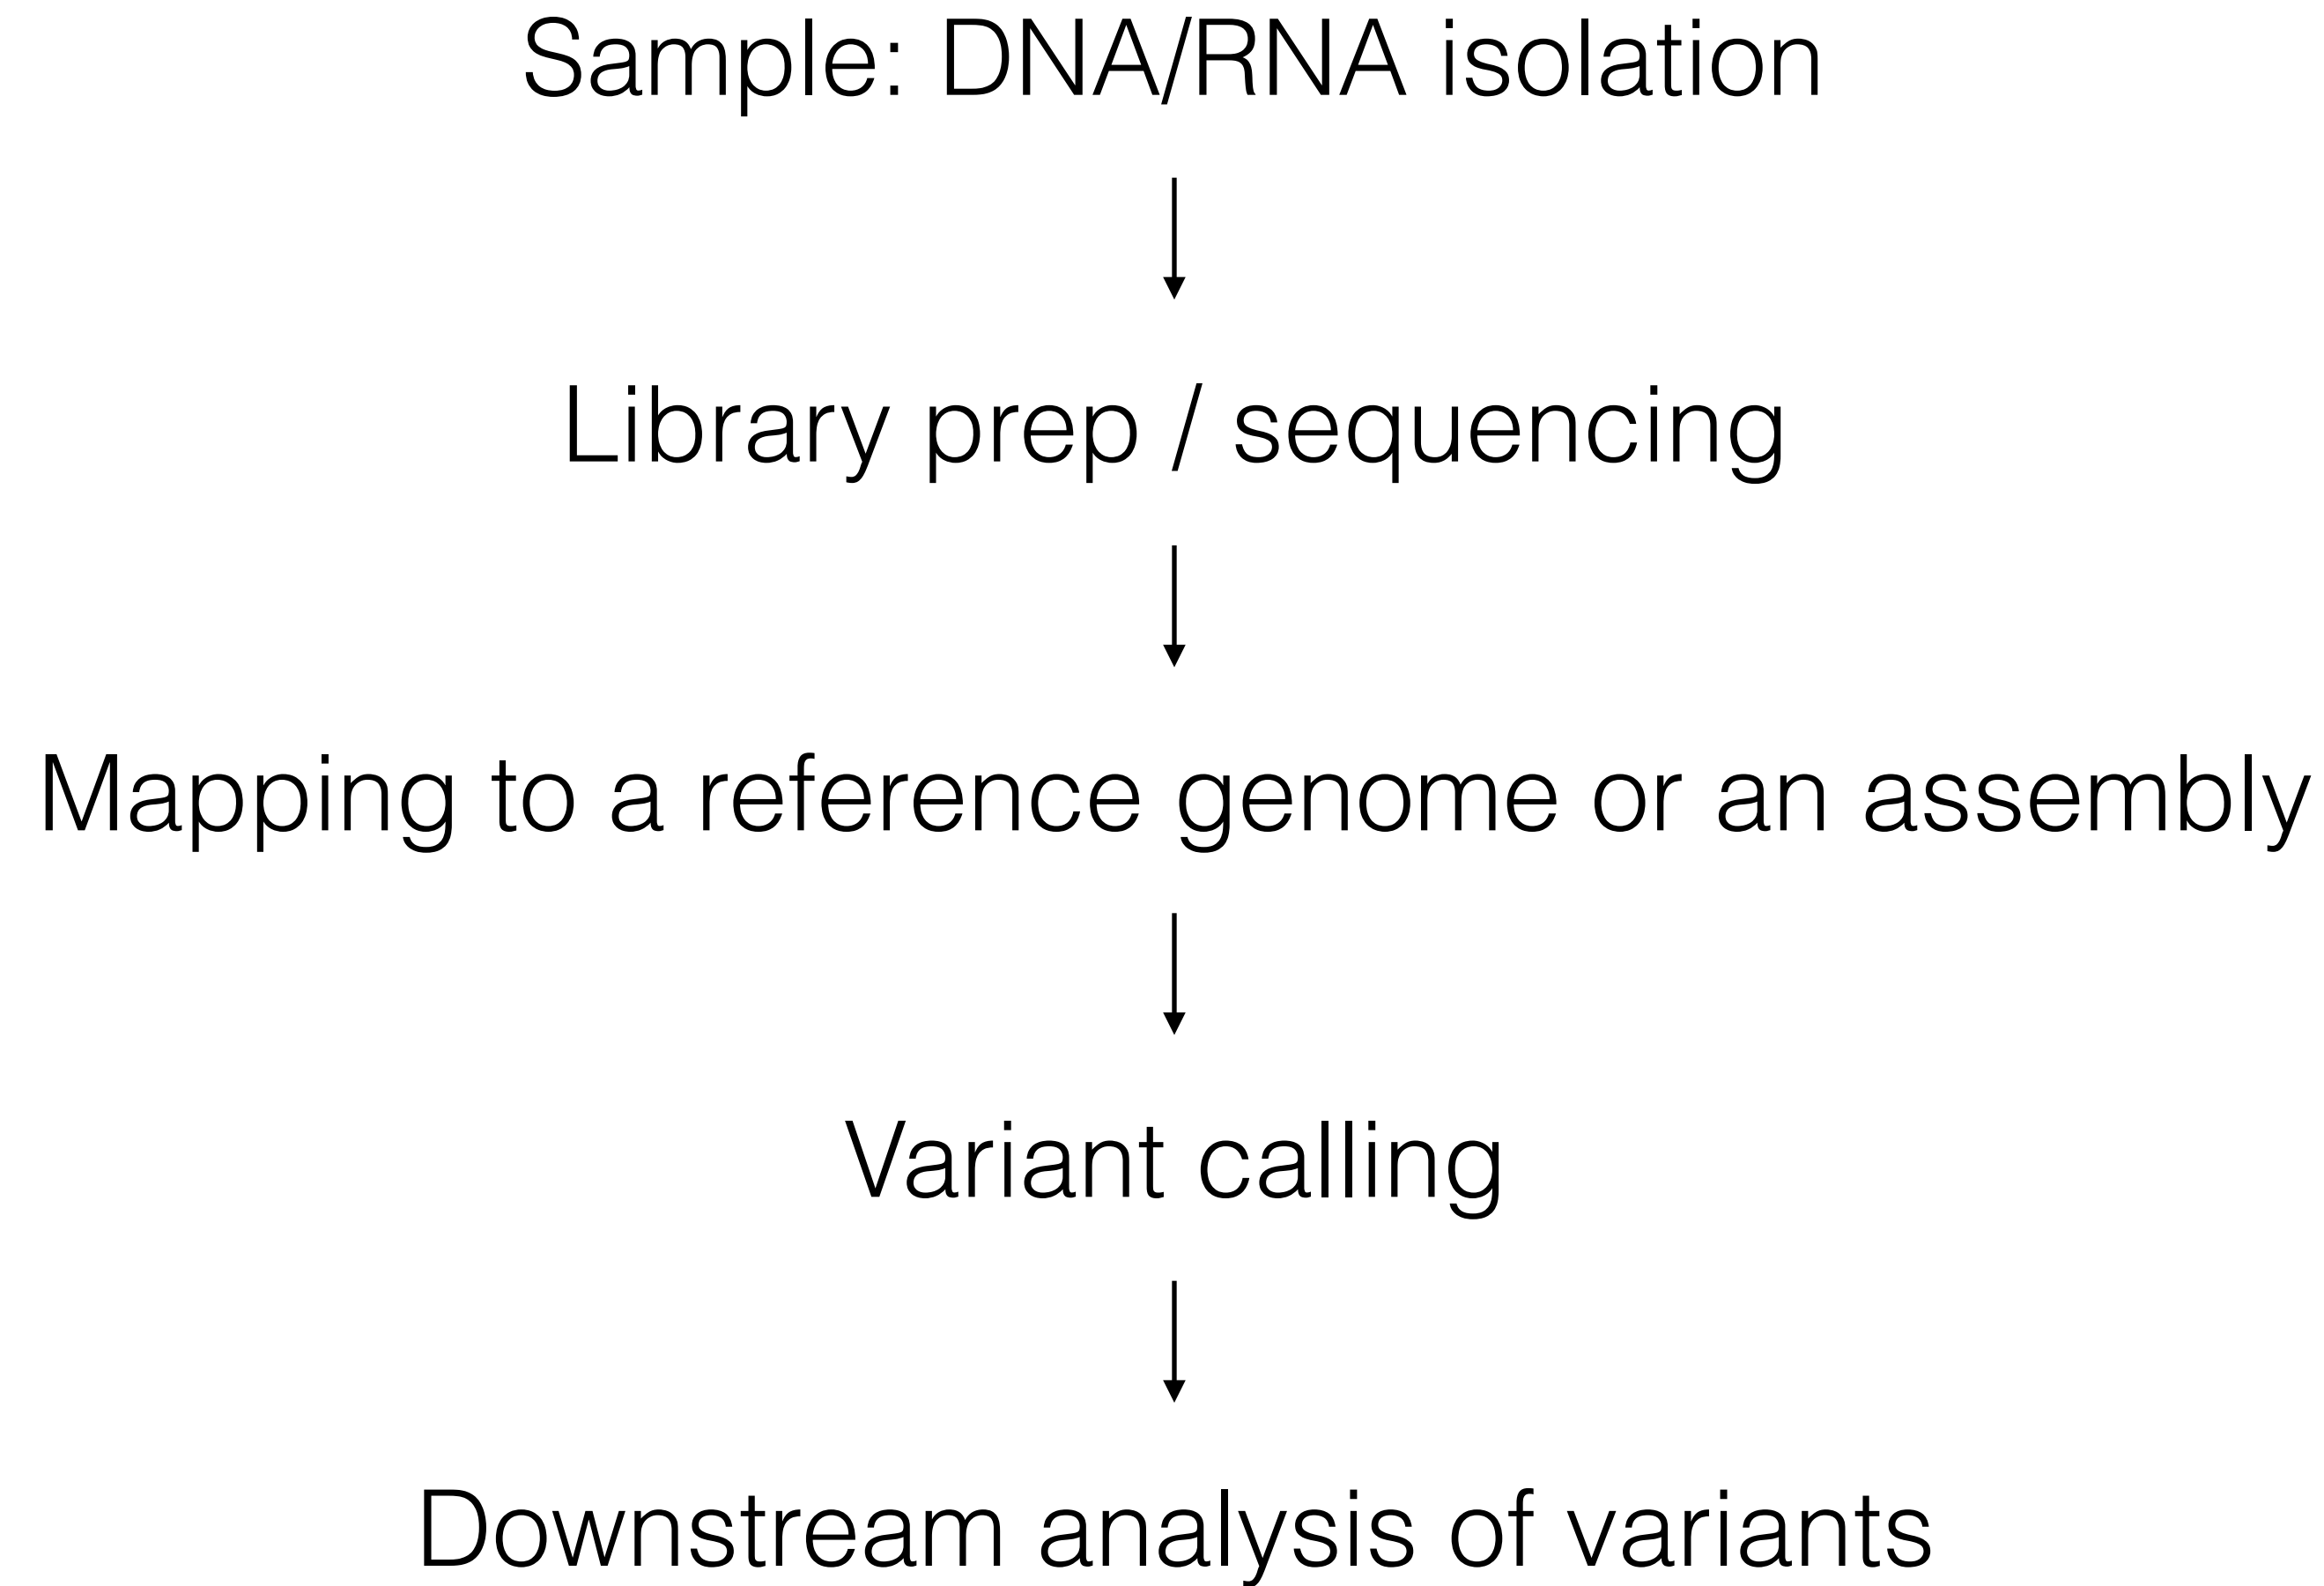 Sample: DNA/RNA isolation
Library prep / sequencing
Mapping to a reference genome or an assembly
Variant calling
Downstream analysis of variants